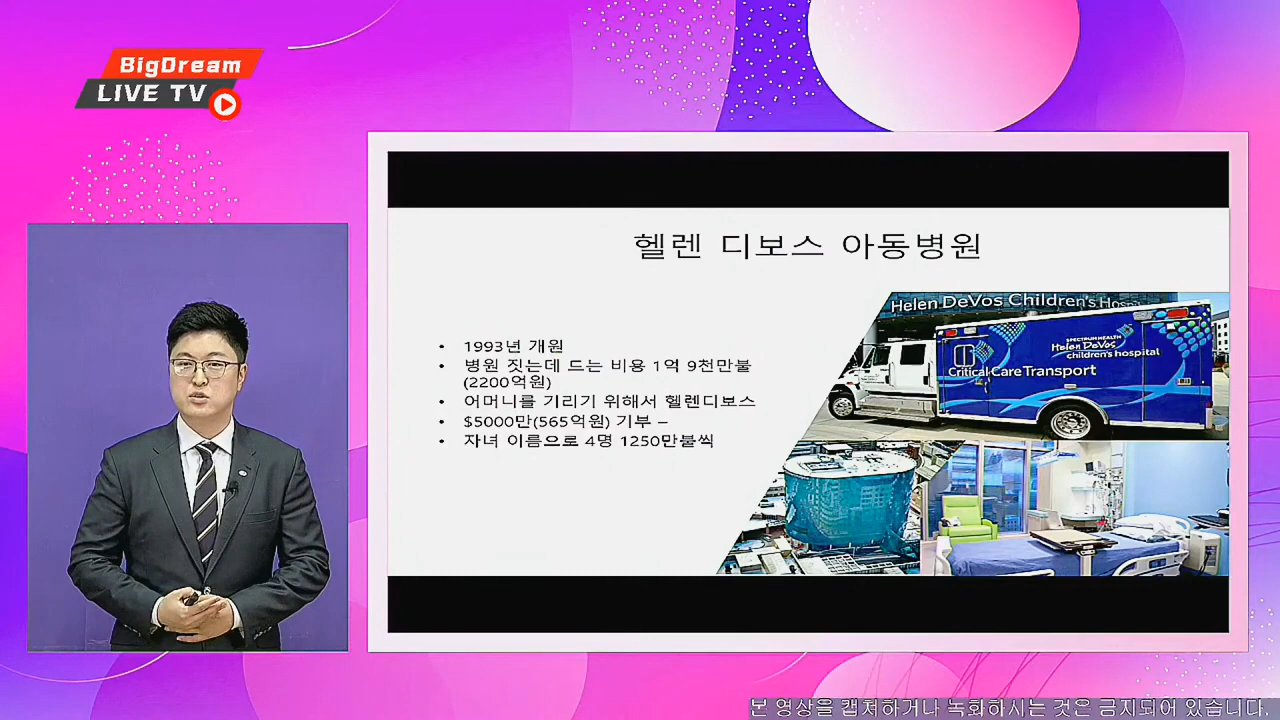 BigDream
LIVE TV
헬렌 디보스 아동병원
• 1993년 개원
• 병원 짓는데 드는 비용 1억 9천만불
(2200억원)
• 어머니를 기리기 위해서 헬렌디보스
• $5000만(565억원) 기부 –
• 자녀 이름으로 4명 1250만불씩
Helen DeVos Children's
SPECTRUM HEALTH
Helen DeVos
children's hospital
Critical Care Transport
본 영상을 캡처하거나 녹화하시는 것은 금지되어 있습니다.